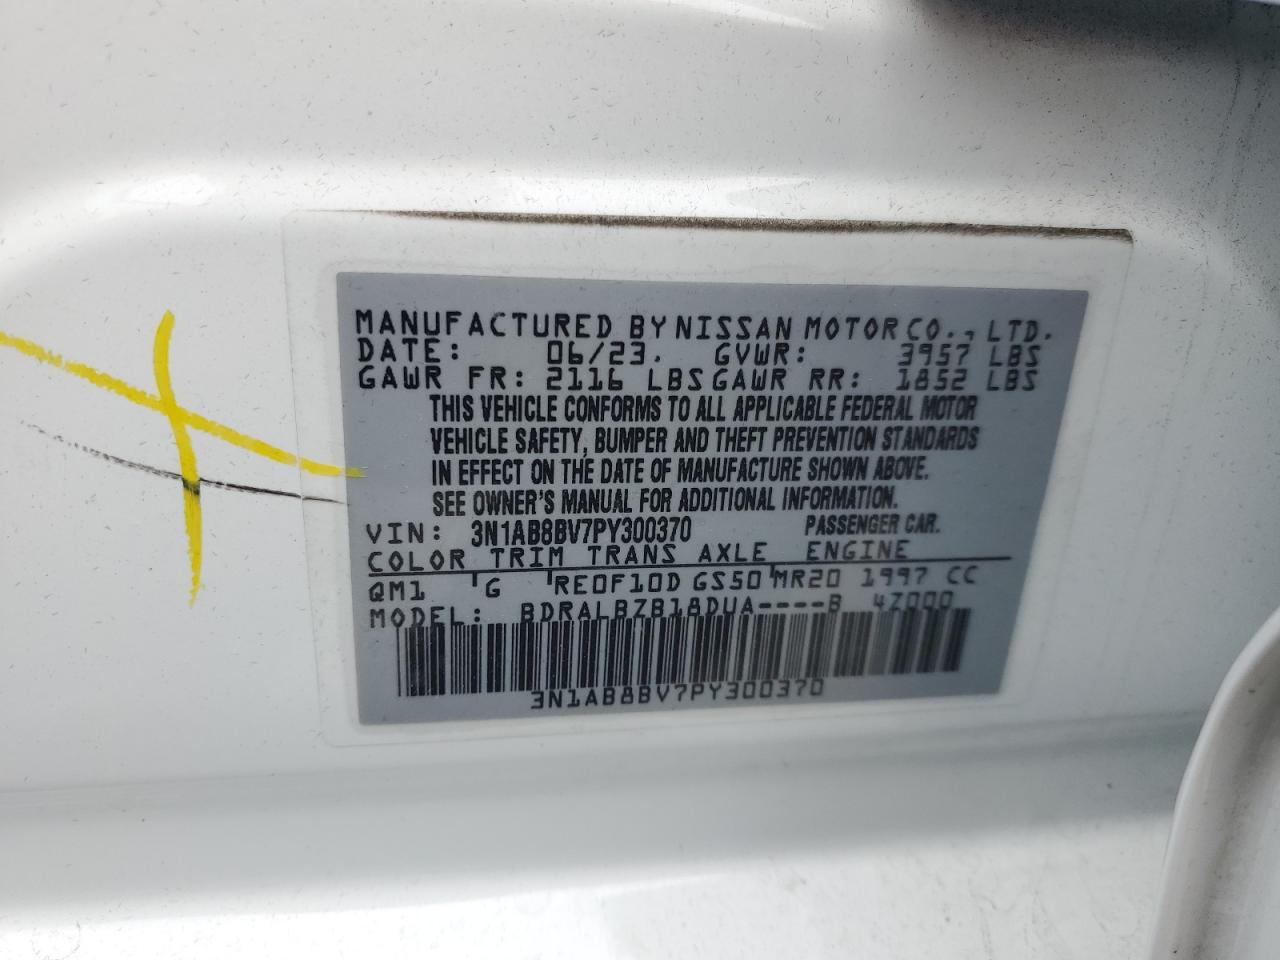 MANUFACTURED BY NISSAN MOTOR CO., LTD.
DATE: 06/23. GVWR: 3957 LBS
GAWR FR: 2116 LBS GAWR RR: 1852 LBS
THIS VEHICLE CONFORMS TO ALL APPLICABLE FEDERAL MOTOR
VEHICLE SAFETY, BUMPER AND THEFT PREVENTION STANDARDS
IN EFFECT ON THE DATE OF MANUFACTURE SHOWN ABOVE.
SEE OWNER'S MANUAL FOR ADDITIONAL INFORMATION.
VIN: 3N1AB8BV7PY300370 PASSENGER CAR.
COLOR TRIM TRANS AXLE ENGINE
QM1 G RE0F10D GS50 MR20 1997 CC
MODEL: BDRALBZB18DUA----B 4Z000
3N1AB8BV7PY300370